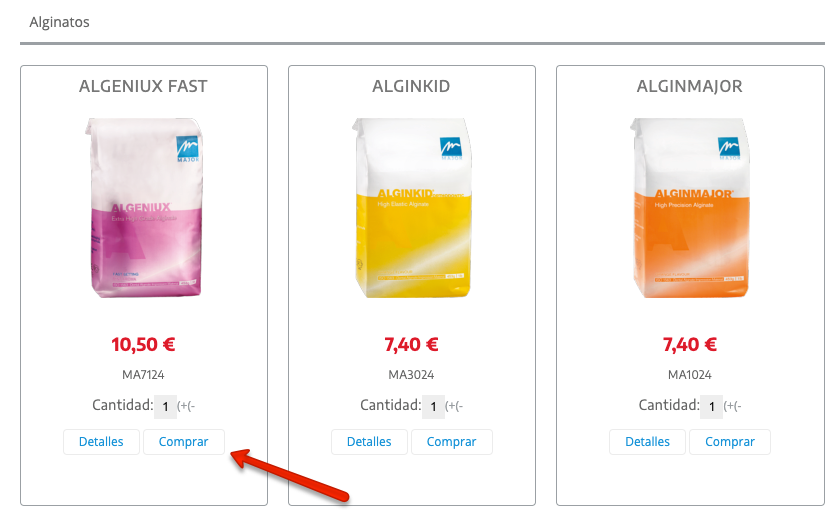 Alginatos
ALGENIUX FAST
MAJOR
ALGENIUX
10,50 €
MA7124
Cantidad: 1 (+(-
Detalles Comprar
ALGINKID
MAJOR
ALGINKID®
High Elastic Alginate
7,40 €
MA3024
Cantidad: 1 (+(-
Detalles Comprar
ALGINMAJOR
MAJOR
ALGINMAJOR®
High Precision Alginate
7,40 €
MA1024
Cantidad: 1 (+(-
Detalles Comprar